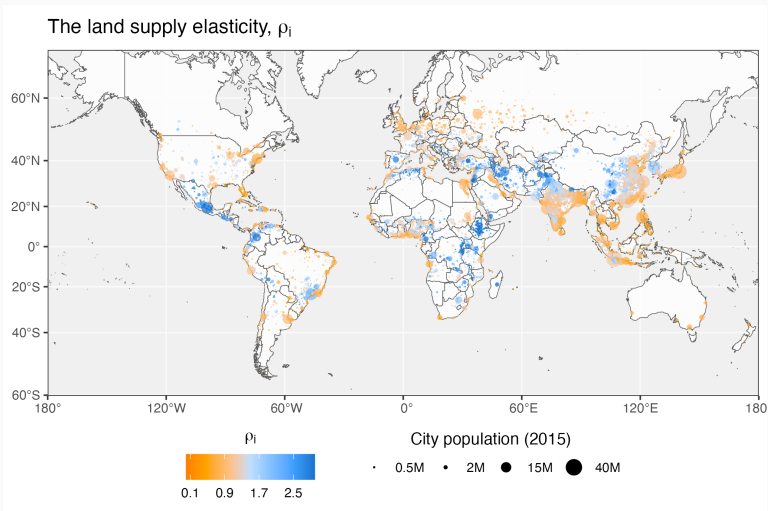 The land supply elasticity, ρi
60°N
40°N
20°N
0°
20°S
40°S
60°S
180° 120°W 60°W 0° 60°E 120°E 180
ρi City population (2015)
0.5M 2M 15M 40M
0.1 0.9 1.7 2.5